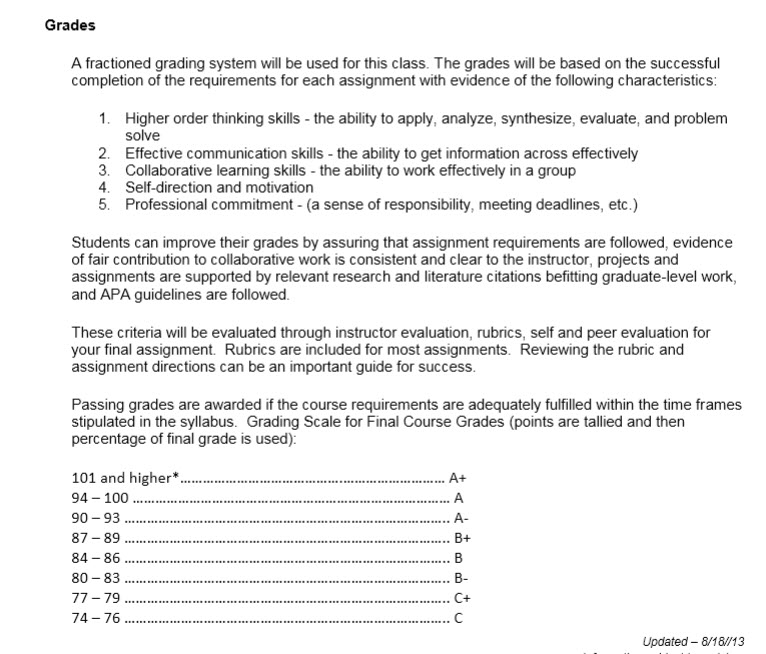 Grades
A fractioned grading system will be used for this class. The grades will be based on the successful
completion of the requirements for each assignment with evidence of the following characteristics:
1. Higher order thinking skills - the ability to apply, analyze, synthesize, evaluate, and problem
solve
2. Effective communication skills - the ability to get information across effectively
3. Collaborative learning skills - the ability to work effectively in a group
4. Self-direction and motivation
5. Professional commitment - (a sense of responsibility, meeting deadlines, etc.)
Students can improve their grades by assuring that assignment requirements are followed, evidence
of fair contribution to collaborative work is consistent and clear to the instructor, projects and
assignments are supported by relevant research and literature citations befitting graduate-level work,
and APA guidelines are followed.
These criteria will be evaluated through instructor evaluation, rubrics, self and peer evaluation for
your final assignment. Rubrics are included for most assignments. Reviewing the rubric and
assignment directions can be an important guide for success.
Passing grades are awarded if the course requirements are adequately fulfilled within the time frames
stipulated in the syllabus. Grading Scale for Final Course Grades (points are tallied and then
percentage of final grade is used):
101 and higher*........................................................................ A+
94 – 100 ..................................................................................... A
90 – 93 ....................................................................................... A-
87 – 89 ....................................................................................... B+
84 – 86 ....................................................................................... B
80 – 83 ....................................................................................... B-
77 – 79 ....................................................................................... C+
74 – 76 ....................................................................................... C
Updated – 8/18//13